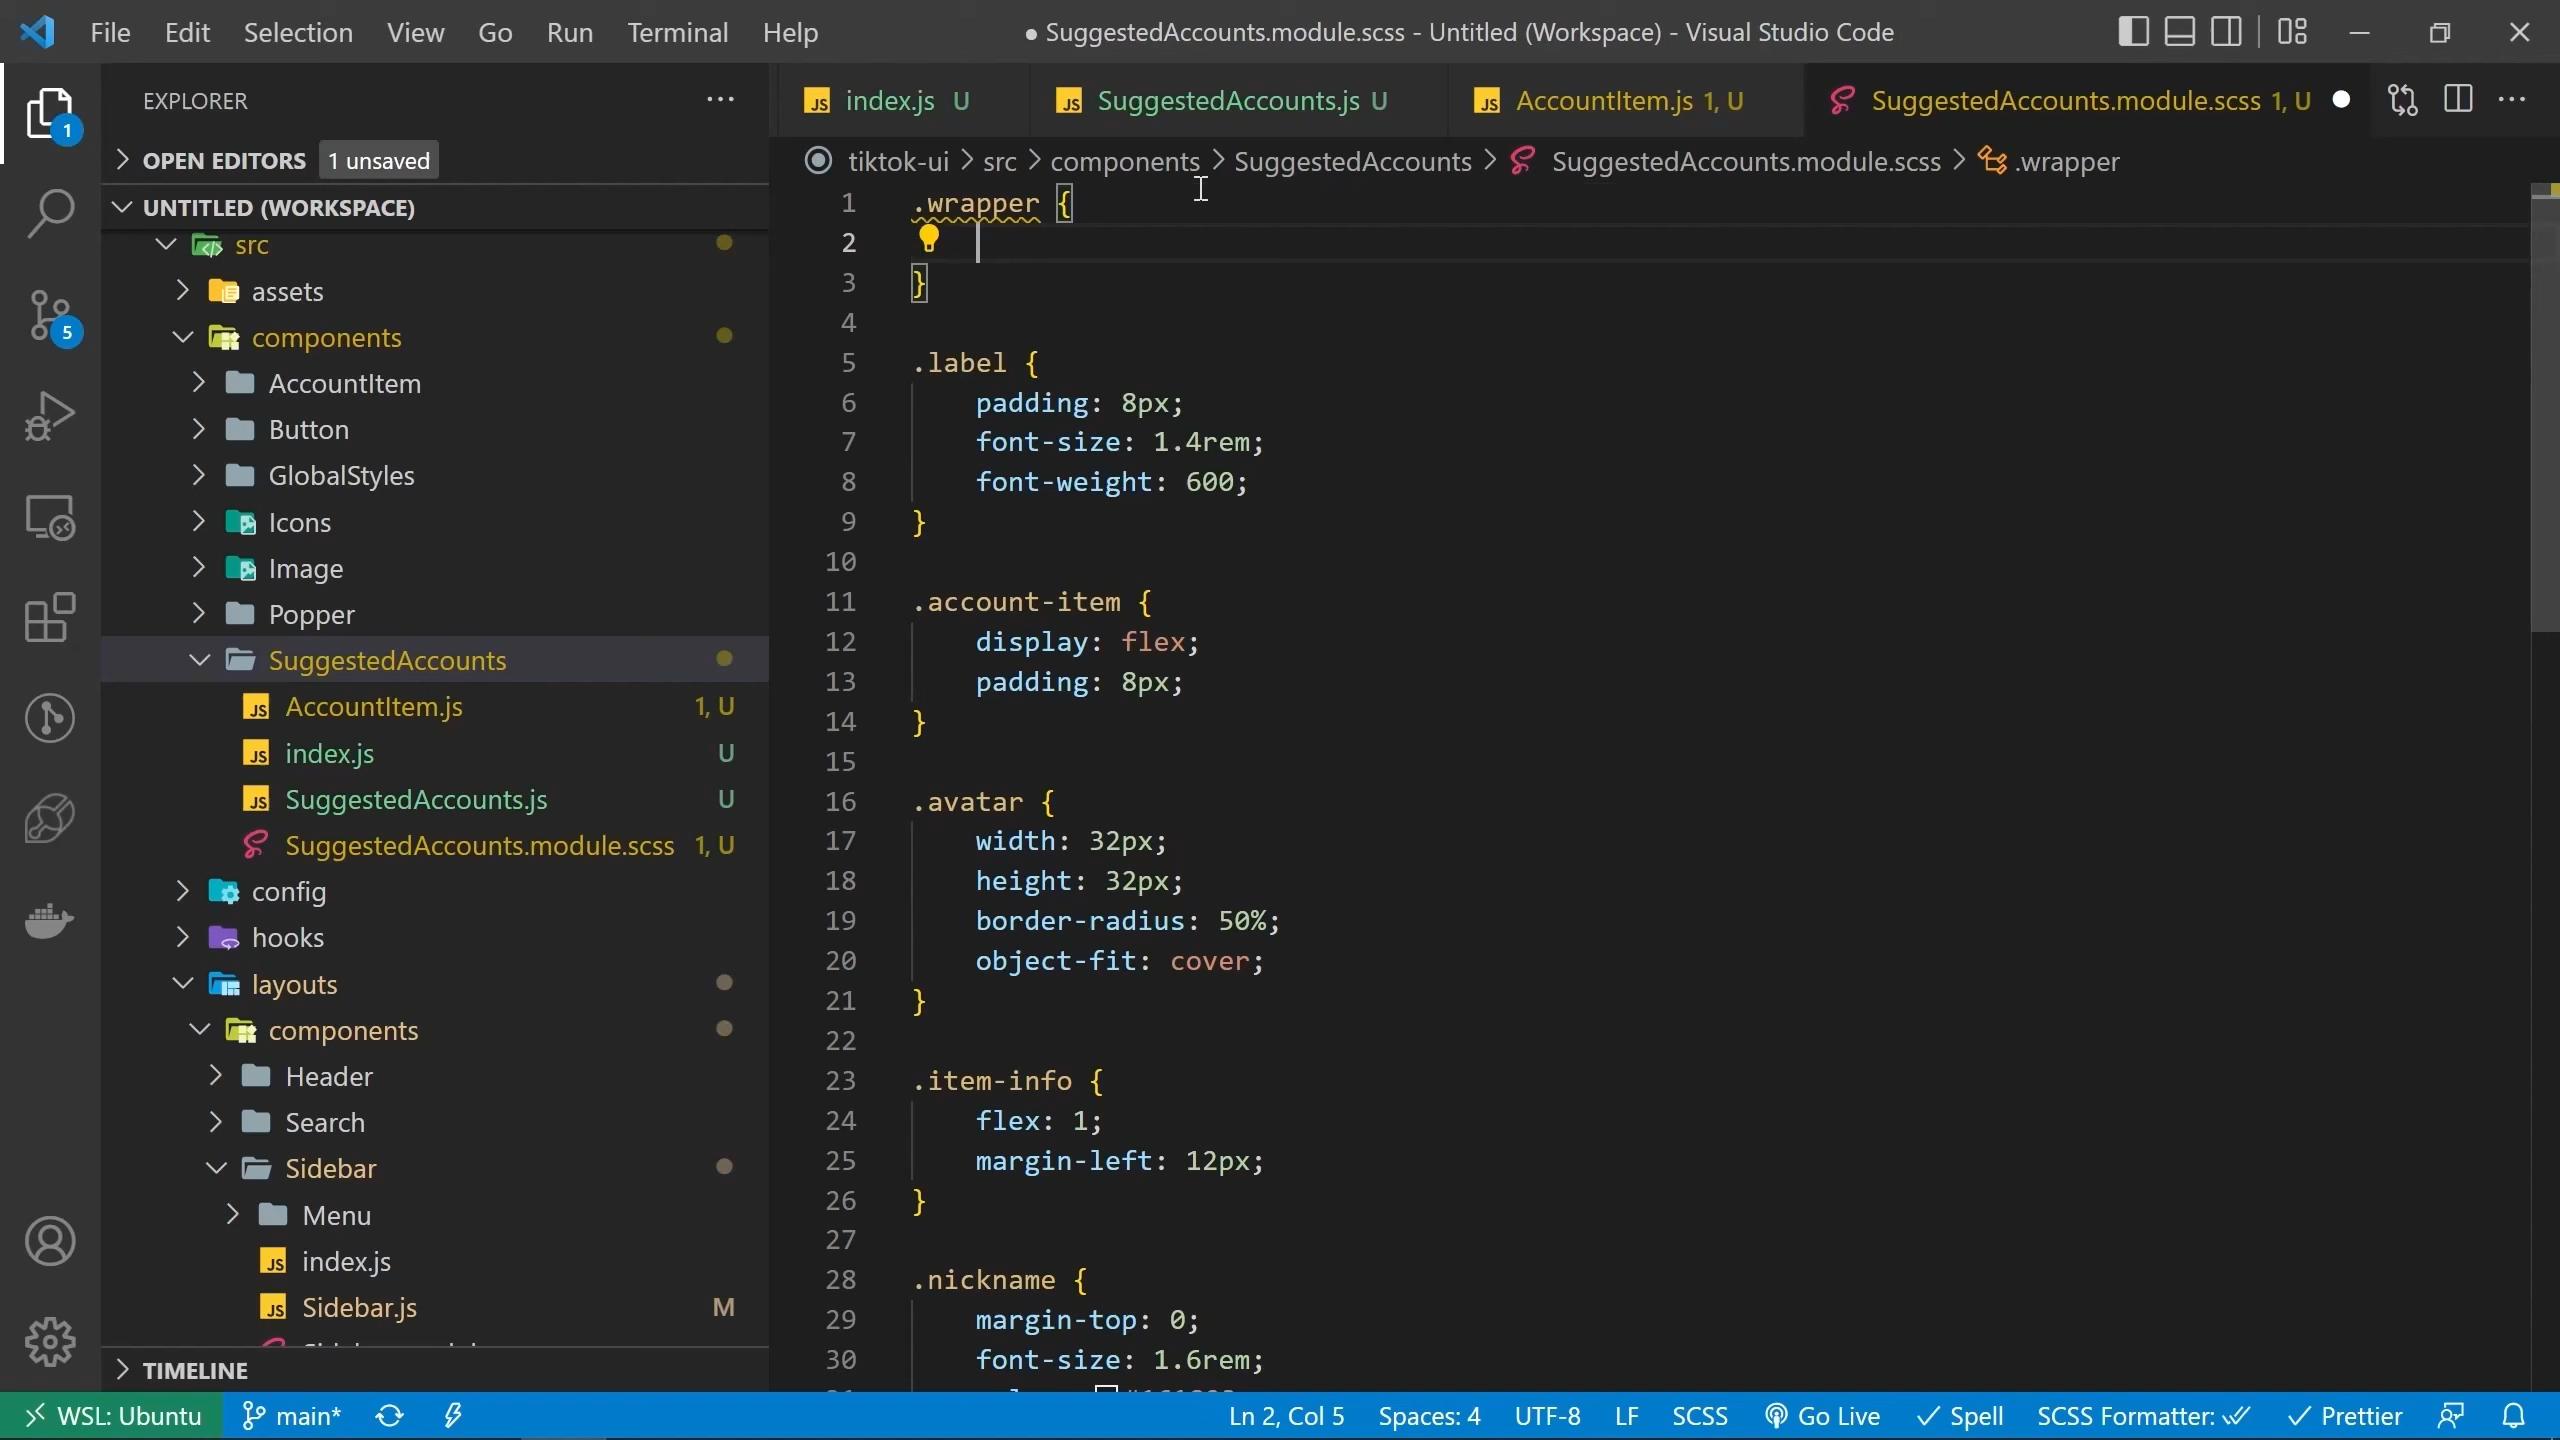 File Edit Selection View Go Run Terminal Help
● SuggestedAccounts.module.scss - Untitled (Workspace) - Visual Studio Code
EXPLORER
OPEN EDITORS 1 unsaved
UNTITLED (WORKSPACE)
src
assets
components
AccountItem
Button
GlobalStyles
Icons
Image
Popper
SuggestedAccounts
AccountItem.js 1, U
index.js U
SuggestedAccounts.js U
SuggestedAccounts.module.scss 1, U
config
hooks
layouts
components
Header
Search
Sidebar
Menu
index.js
Sidebar.js M
TIMELINE
1
5
index.js U
SuggestedAccounts.js U
AccountItem.js 1, U
SuggestedAccounts.module.scss 1, U
tiktok-ui > src > components > SuggestedAccounts > SuggestedAccounts.module.scss > .wrapper
1 .wrapper {
2
3 }
4
5 .label {
6 padding: 8px;
7 font-size: 1.4rem;
8 font-weight: 600;
9 }
10
11 .account-item {
12 display: flex;
13 padding: 8px;
14 }
15
16 .avatar {
17 width: 32px;
18 height: 32px;
19 border-radius: 50%;
20 object-fit: cover;
21 }
22
23 .item-info {
24 flex: 1;
25 margin-left: 12px;
26 }
27
28 .nickname {
29 margin-top: 0;
30 font-size: 1.6rem;
WSL: Ubuntu main* Ln 2, Col 5 Spaces: 4 UTF-8 LF SCSS Go Live Spell SCSS Formatter: Prettier